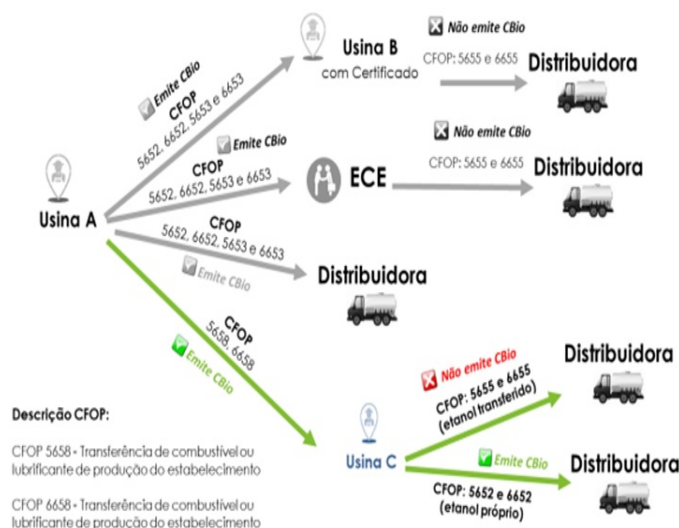 Usina A
Emite CBio
CFOP
5652, 6652, 5653 e 6653
Usina B
com Certificado
Não emite CBio
CFOP: 5655 e 6655
Distribuidora
Emite CBio
CFOP
5652, 6652, 5653 e 6653
ECE
Não emite CBio
CFOP: 5655 e 6655
Distribuidora
CFOP
5652, 6652, 5653 e 6653
Emite CBio
Distribuidora
CFOP
5658, 6658
Emite CBio
Usina C
Não emite CBio
CFOP: 5655 e 6655
(etanol transferido)
Distribuidora
Emite CBio
CFOP: 5652 e 6652
(etanol próprio)
Distribuidora
Descrição CFOP:
CFOP 5658 - Transferência de combustível ou
lubrificante de produção do estabelecimento
CFOP 6658 - Transferência de combustível ou
lubrificante de produção do estabelecimento